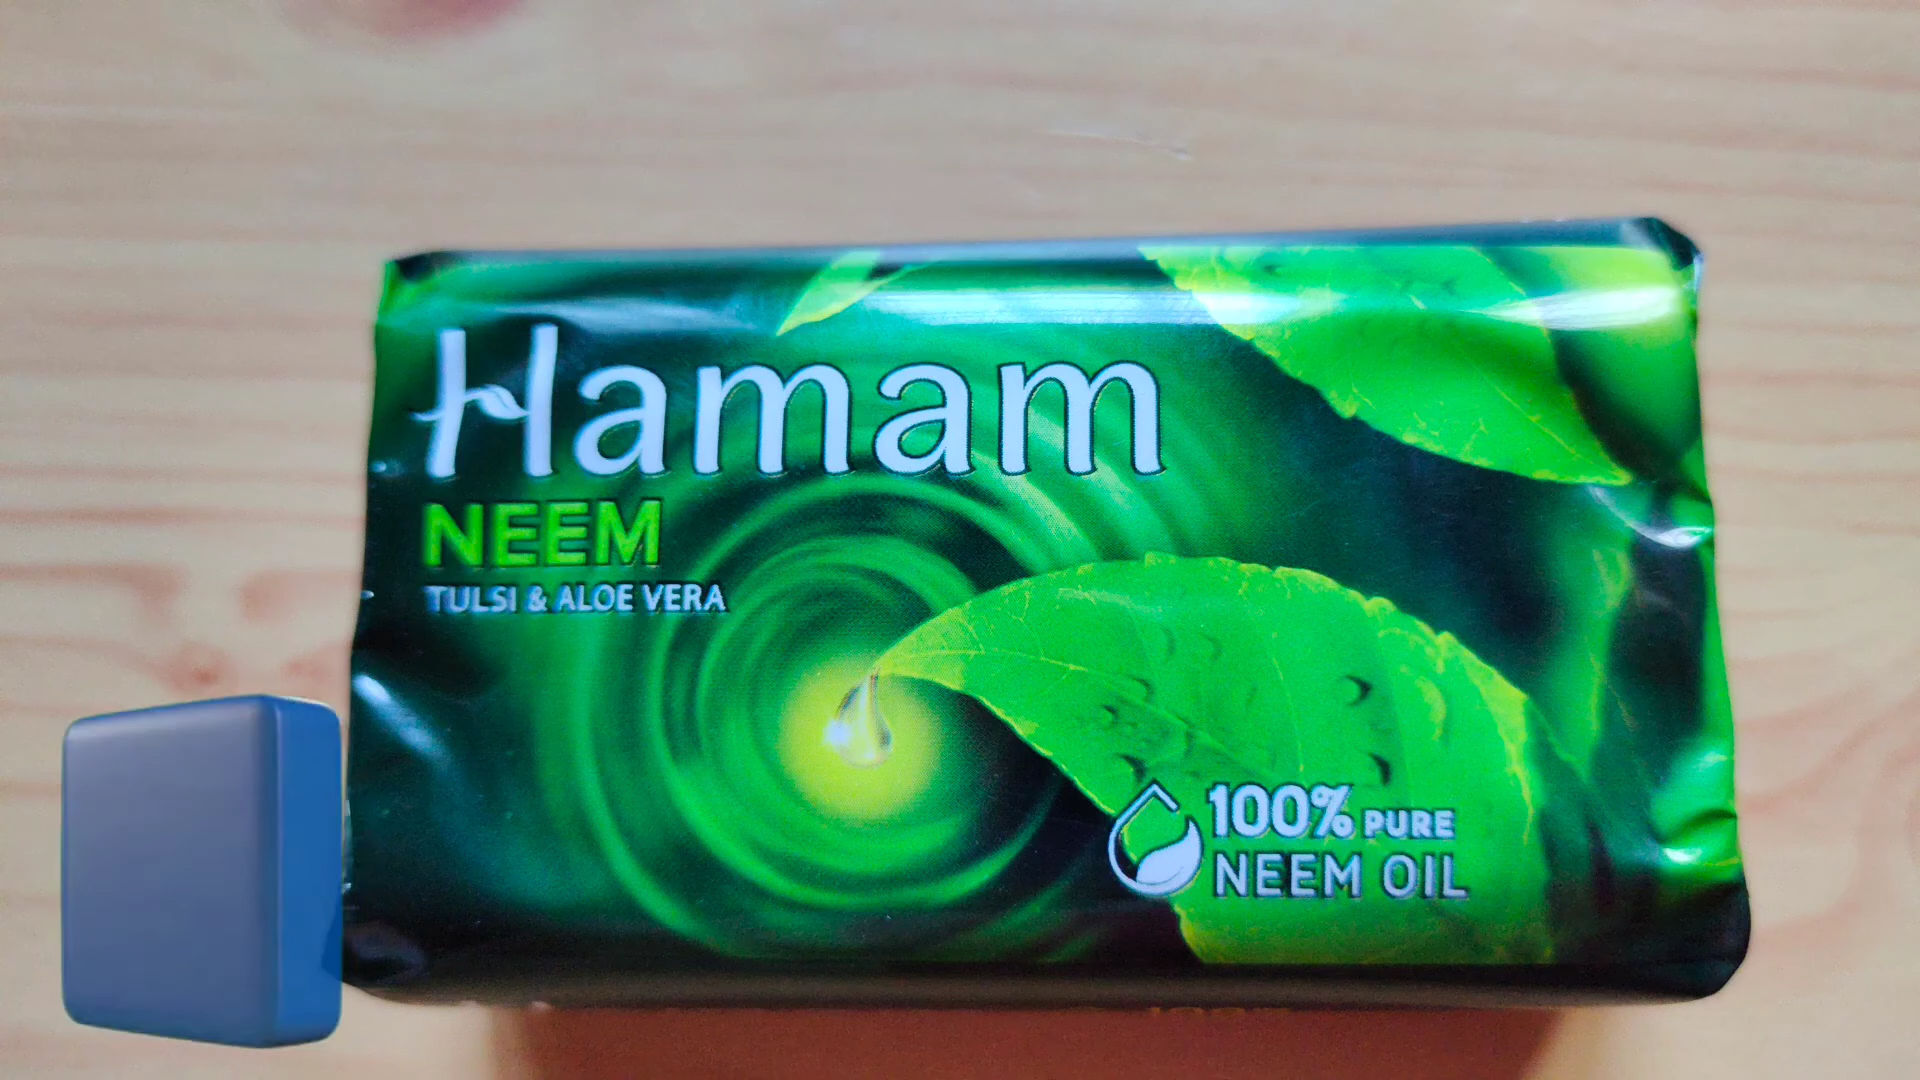 Hamam
NEEM
TULSI & ALOE VERA
100% PURE
NEEM OIL